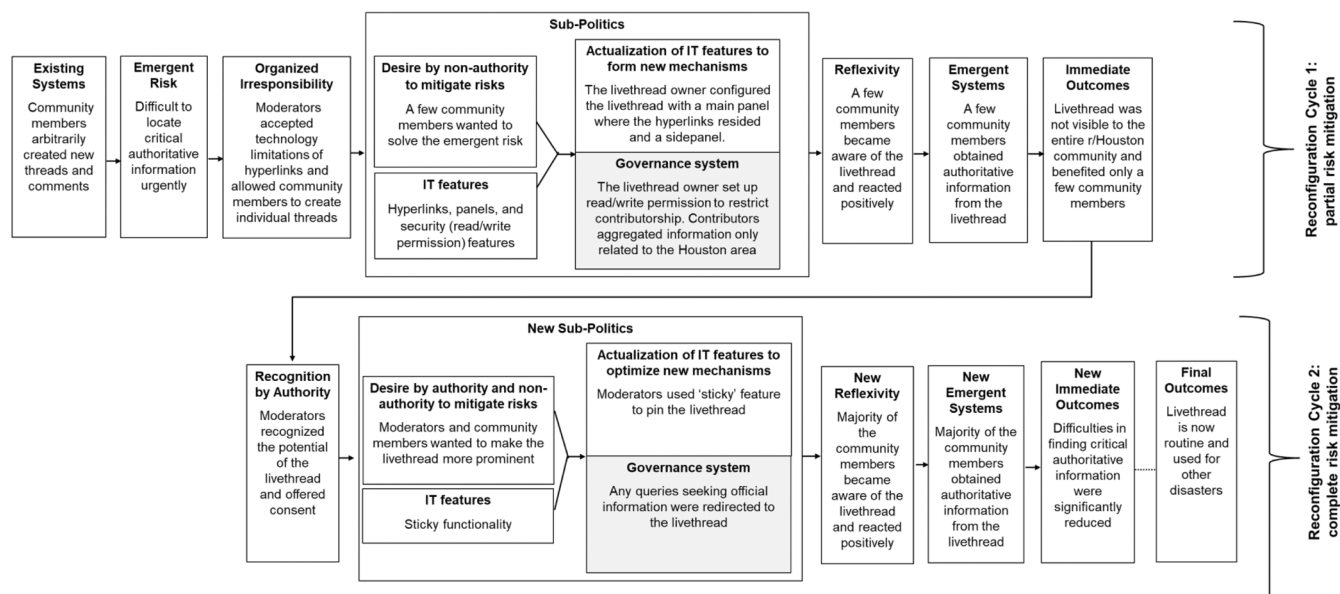 Sub-Politics
Existing
Systems
Community
members
arbitrarily
created new
threads and
comments
Emergent
Risk
Difficult to
locate
critical
authoritative
information
urgently
Organized
Irresponsibility
Moderators
accepted
technology
limitations of
hyperlinks and
allowed community
members to create
individual threads
Desire by non-authority
to mitigate risks
A few community
members wanted to
solve the emergent risk
IT features
Hyperlinks, panels, and
security (read/write
permission) features
Actualization of IT features to
form new mechanisms
The livethread owner configured
the livethread with a main panel
where the hyperlinks resided
and a sidepanel.
Governance system
The livethread owner set up
read/write permission to restrict
contributorship. Contributors
aggregated information only
related to the Houston area
Reflexivity
A few
community
members
became
aware of the
livethread
and reacted
positively
Emergent
Systems
A few
community
members
obtained
authoritative
information
from the
livethread
Immediate
Outcomes
Livethread was
not visible to the
entire r/Houston
community and
benefited only a
few community
members
Reconfiguration Cycle 1:
partial risk mitigation
New Sub-Politics
Recognition
by Authority
Moderators
recognized
the potential
of the
livethread
and offered
consent
Desire by authority and non-
authority to mitigate risks
Moderators and community
members wanted to make the
livethread more prominent
IT features
Sticky functionality
Actualization of IT features to
optimize new mechanisms
Moderators used ‘sticky’ feature
to pin the livethread
Governance system
Any queries seeking official
information were redirected to
the livethread
New
Reflexivity
Majority of
the
community
members
became
aware of the
livethread
and reacted
positively
New
Emergent
Systems
Majority of the
community
members
obtained
authoritative
information
from the
livethread
New
Immediate
Outcomes
Difficulties in
finding critical
authoritative
information
were
significantly
reduced
Final
Outcomes
Livethread
is now
routine and
used for
other
disasters
Reconfiguration Cycle 2:
complete risk mitigation